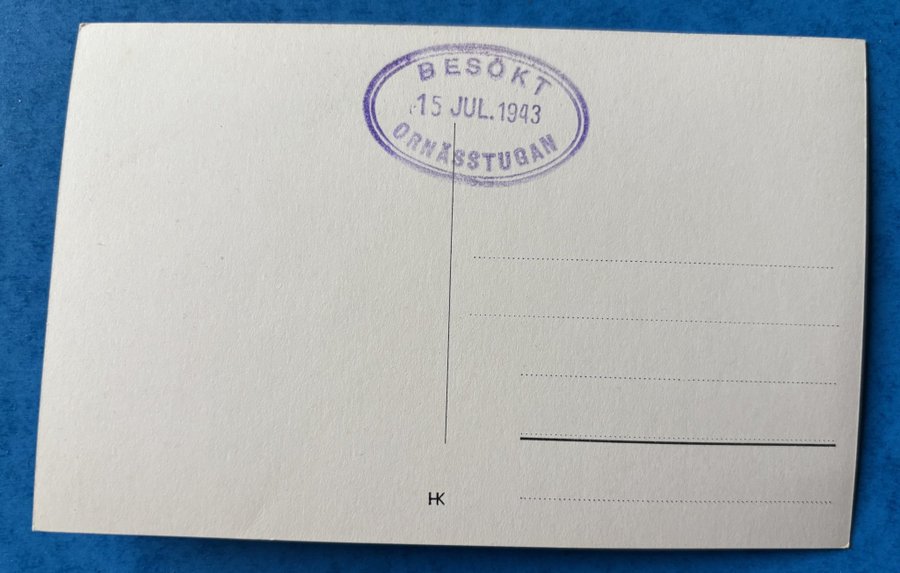 BESÖKT
15 JUL. 1943
ORNÄSSTUGAN
HK